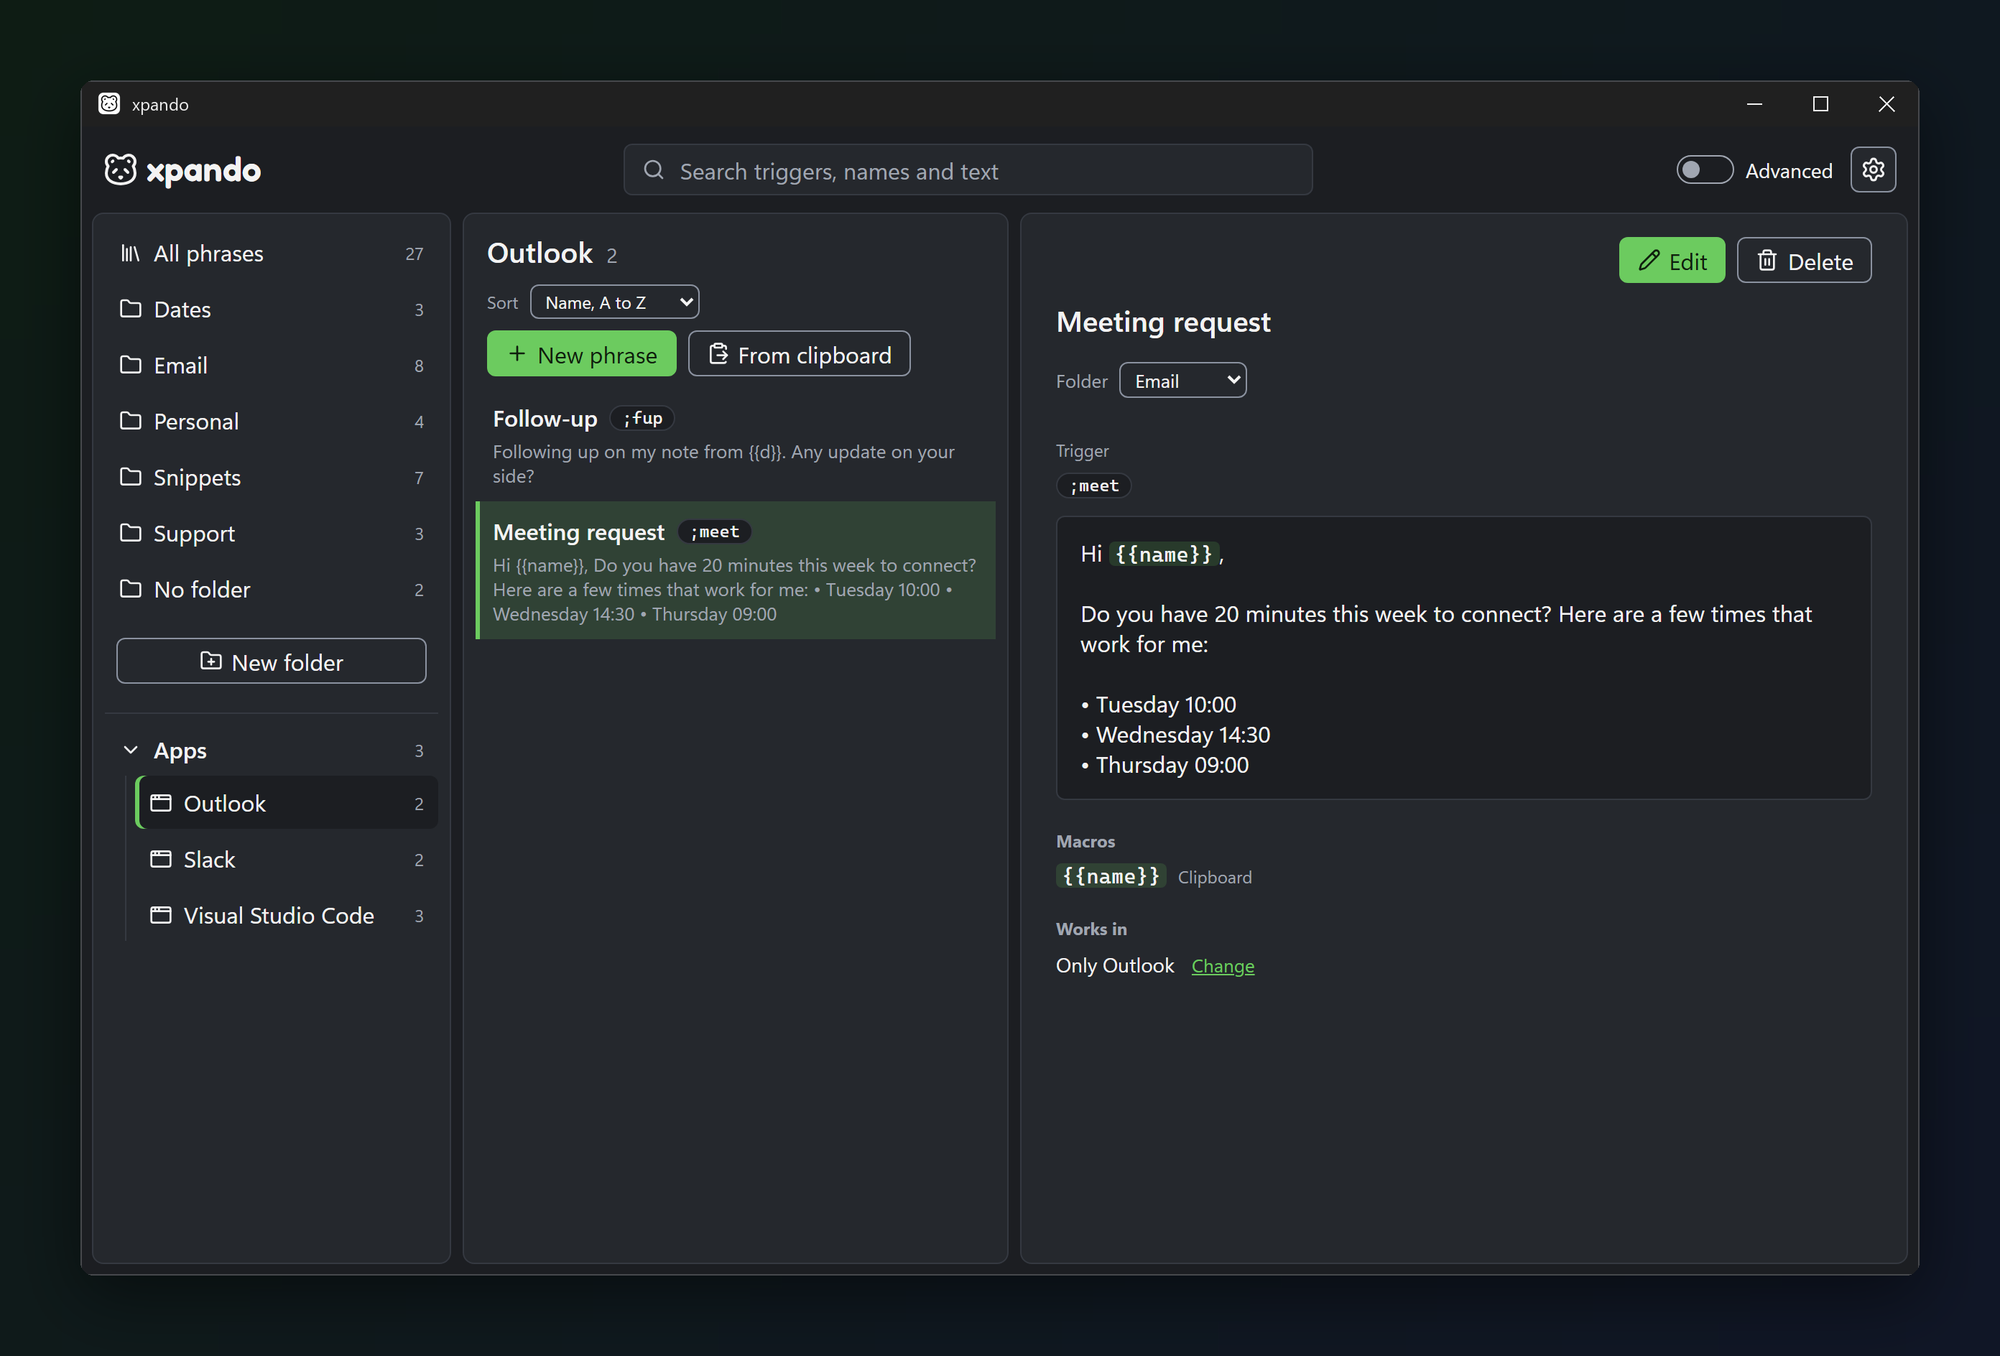 xpando
xpando
Search triggers, names and text
Advanced
All phrases 27
Dates 3
Email 8
Personal 4
Snippets 7
Support 3
No folder 2
New folder
Apps 3
Outlook 2
Slack 2
Visual Studio Code 3
Outlook 2
Sort Name, A to Z
New phrase From clipboard
Follow-up ;fup
Following up on my note from {{d}}. Any update on your
side?
Meeting request ;meet
Hi {{name}}, Do you have 20 minutes this week to connect?
Here are a few times that work for me: • Tuesday 10:00 •
Wednesday 14:30 • Thursday 09:00
Edit Delete
Meeting request
Folder Email
Trigger
;meet
Hi {{name}},
Do you have 20 minutes this week to connect? Here are a few times that
work for me:
• Tuesday 10:00
• Wednesday 14:30
• Thursday 09:00
Macros
{{name}} Clipboard
Works in
Only Outlook Change